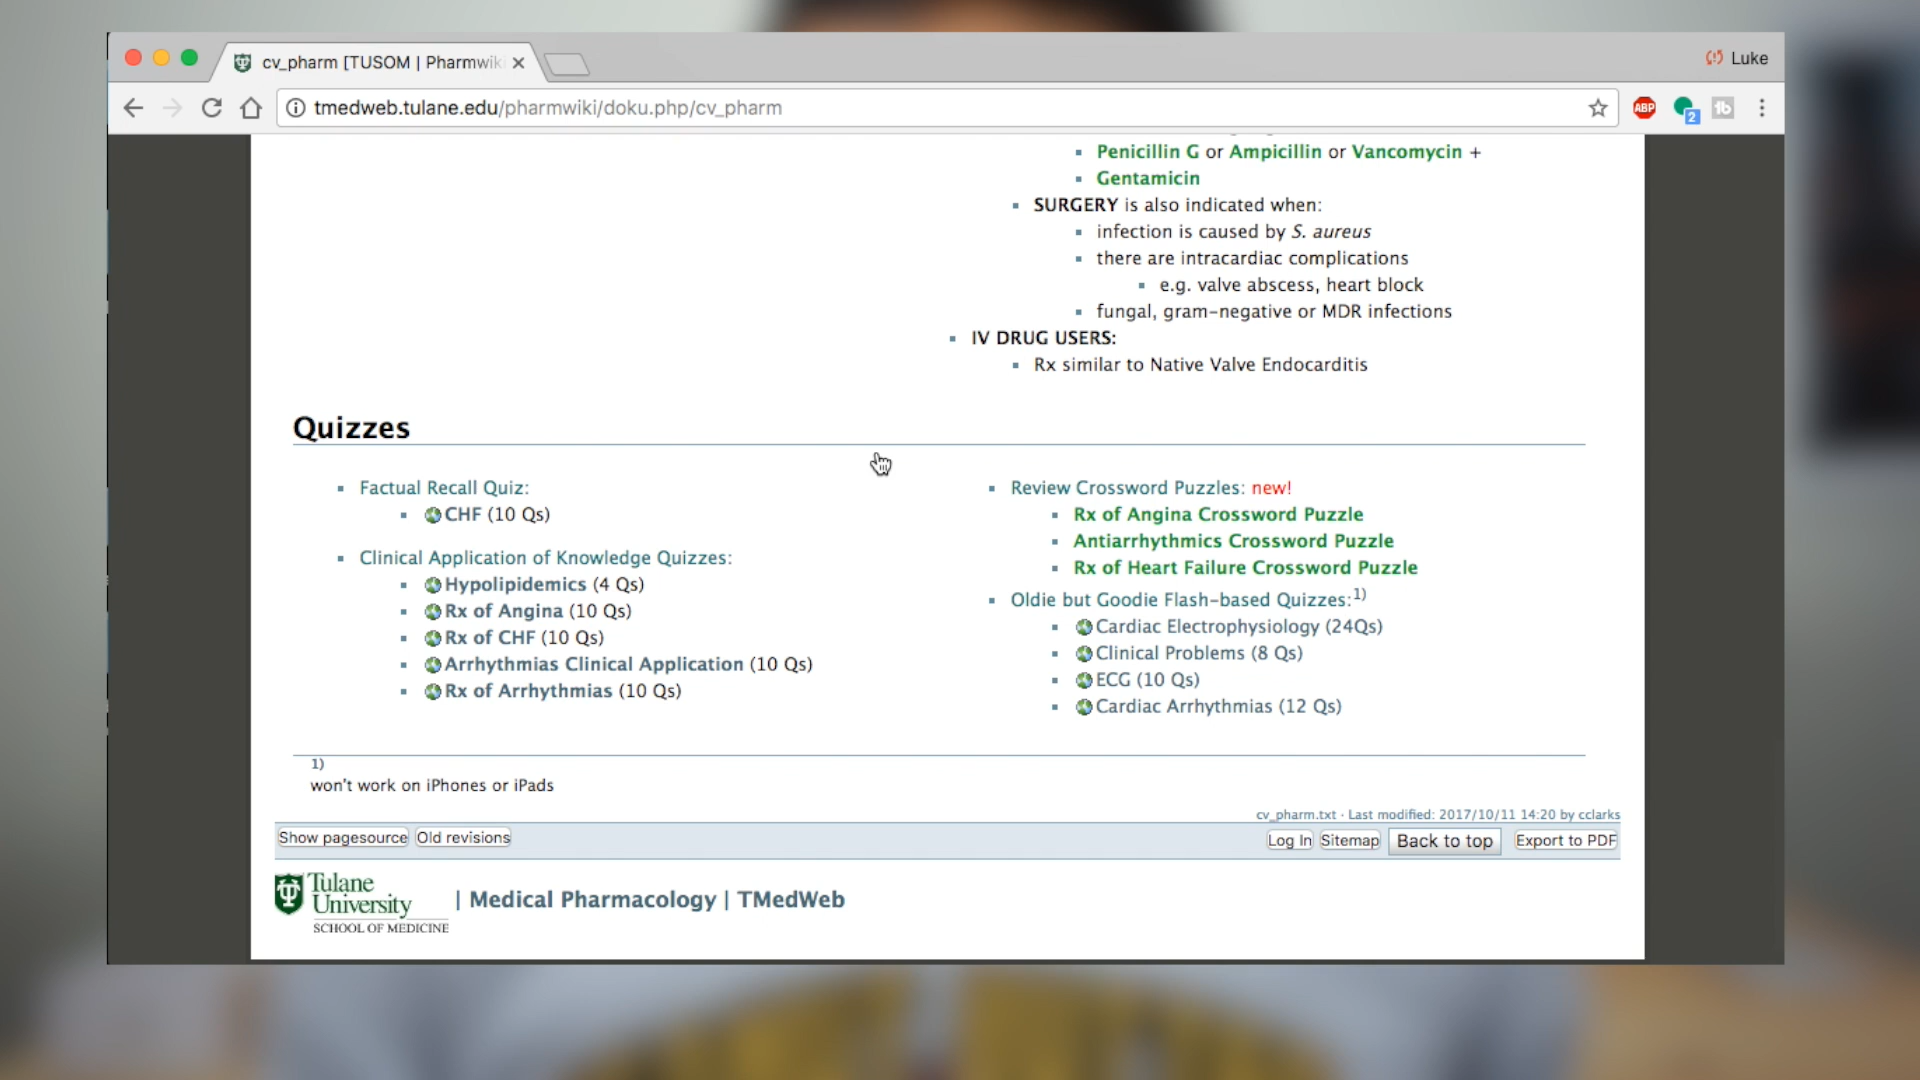 cv_pharm [TUSOM | Pharmwik
Luke
tmedweb.tulane.edu/pharmwiki/doku.php/cv_pharm
ABP
2
Penicillin G or Ampicillin or Vancomycin +
Gentamicin
SURGERY is also indicated when:
infection is caused by S. aureus
there are intracardiac complications
e.g. valve abscess, heart block
fungal, gram-negative or MDR infections
IV DRUG USERS:
Rx similar to Native Valve Endocarditis
Quizzes
Factual Recall Quiz:
CHF (10 Qs)
Clinical Application of Knowledge Quizzes:
Hypolipidemics (4 Qs)
Rx of Angina (10 Qs)
Rx of CHF (10 Qs)
Arrhythmias Clinical Application (10 Qs)
Rx of Arrhythmias (10 Qs)
Review Crossword Puzzles: new!
Rx of Angina Crossword Puzzle
Antiarrhythmics Crossword Puzzle
Rx of Heart Failure Crossword Puzzle
Oldie but Goodie Flash-based Quizzes:1)
Cardiac Electrophysiology (24Qs)
Clinical Problems (8 Qs)
ECG (10 Qs)
Cardiac Arrhythmias (12 Qs)
1)
won't work on iPhones or iPads
cv_pharm.txt · Last modified: 2017/10/11 14:20 by cclarks
Show pagesource Old revisions
Log In Sitemap Back to top Export to PDF
Tulane
University
SCHOOL OF MEDICINE
| Medical Pharmacology | TMedWeb